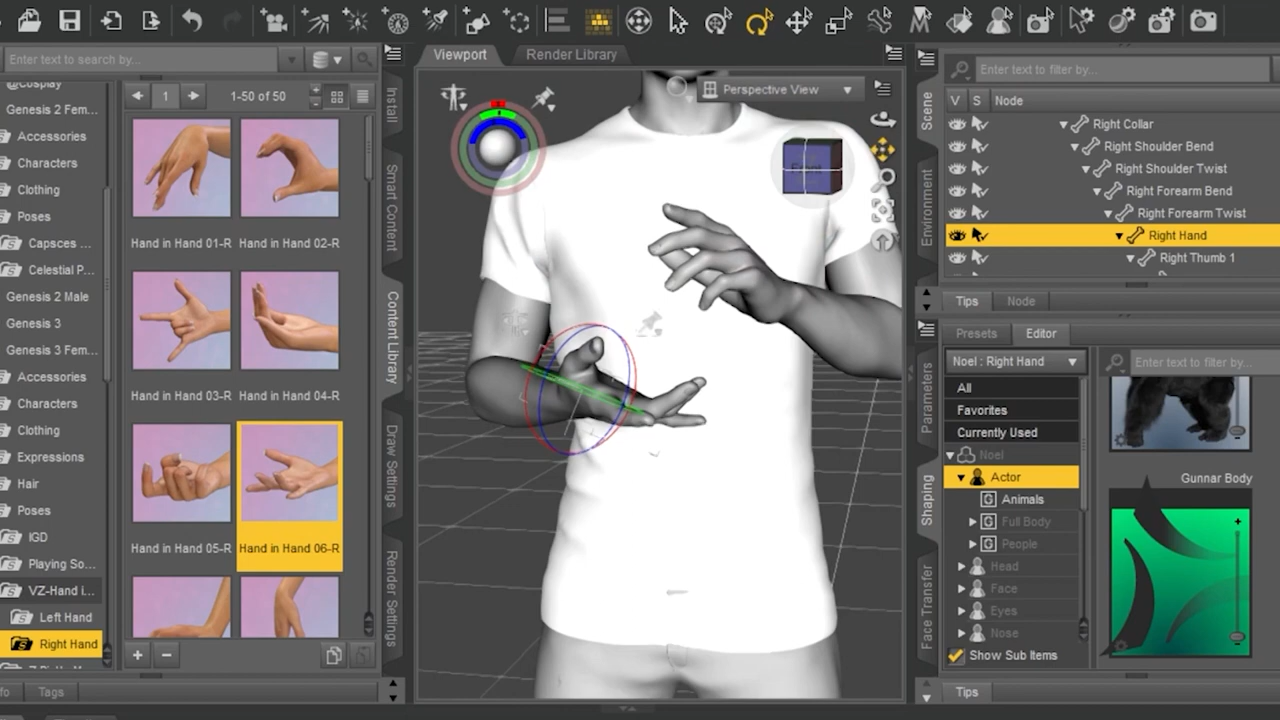 Enter text to search by...
@Cosplay
Genesis 2 Fem...
Accessories
Characters
Clothing
Poses
Capsces ...
Celestial P...
Genesis 2 Male
Genesis 3
Genesis 3 Fem...
Accessories
Characters
Clothing
Expressions
Hair
Poses
IGD
Playing So...
VZ-Hand i...
Left Hand
Right Hand
Tags
1
1-50 of 50
Hand in Hand 01-R
Hand in Hand 02-R
Hand in Hand 03-R
Hand in Hand 04-R
Hand in Hand 05-R
Hand in Hand 06-R
Install
Smart Content
Content Library
Draw Settings
Render Settings
Viewport
Render Library
Perspective View
Scene
Environment
Enter text to filter by...
V S Node
Right Collar
Right Shoulder Bend
Right Shoulder Twist
Right Forearm Bend
Right Forearm Twist
Right Hand
Right Thumb 1
Tips
Node
Parameters
Shaping
Face Transfer
Presets
Editor
Noel : Right Hand
Enter text to filter by...
All
Favorites
Currently Used
Noel
Actor
Animals
Full Body
People
Head
Face
Eyes
Nose
Show Sub Items
Gunnar Body
Tips